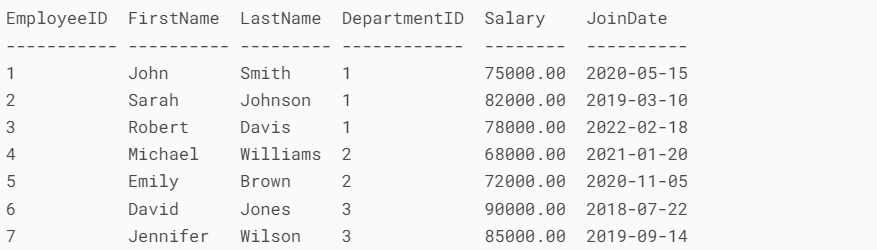 EmployeeID  FirstName  LastName  DepartmentID  Salary    JoinDate
----------- ---------- --------- ------------  --------  ----------
1           John       Smith     1             75000.00  2020-05-15
2           Sarah      Johnson   1             82000.00  2019-03-10
3           Robert     Davis     1             78000.00  2022-02-18
4           Michael    Williams  2             68000.00  2021-01-20
5           Emily      Brown     2             72000.00  2020-11-05
6           David      Jones     3             90000.00  2018-07-22
7           Jennifer   Wilson    3             85000.00  2019-09-14